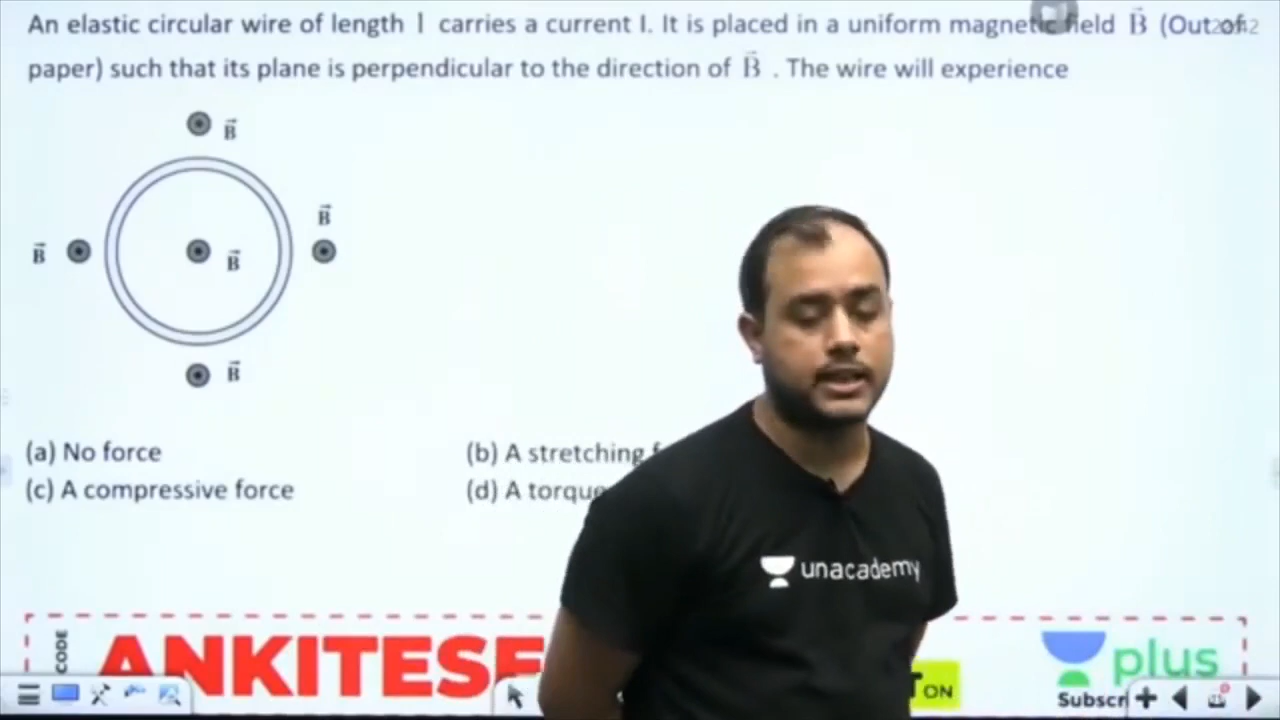 An elastic circular wire of length l carries a current I. It is placed in a uniform magnetic field B⃗ (Out of
paper) such that its plane is perpendicular to the direction of B⃗ . The wire will experience
B⃗
B⃗
B⃗
B⃗
B⃗
(a) No force
(b) A stretching
(c) A compressive force
(d) A torque
unacademy
CODE
ANKITESE
ON
plus
Subscr